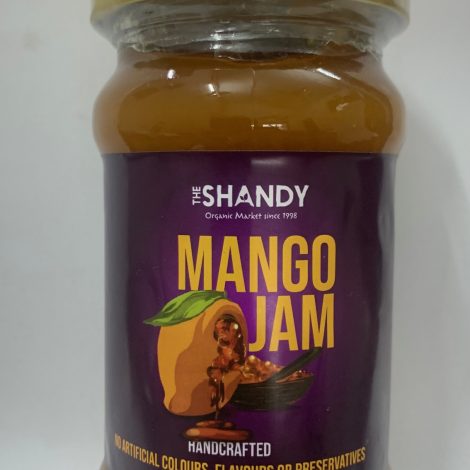 THE SHANDY
Organic Market since 1998
MANGO
JAM
HANDCRAFTED
NO ARTIFICIAL COLOURS, FLAVOURS OR PRESERVATIVES